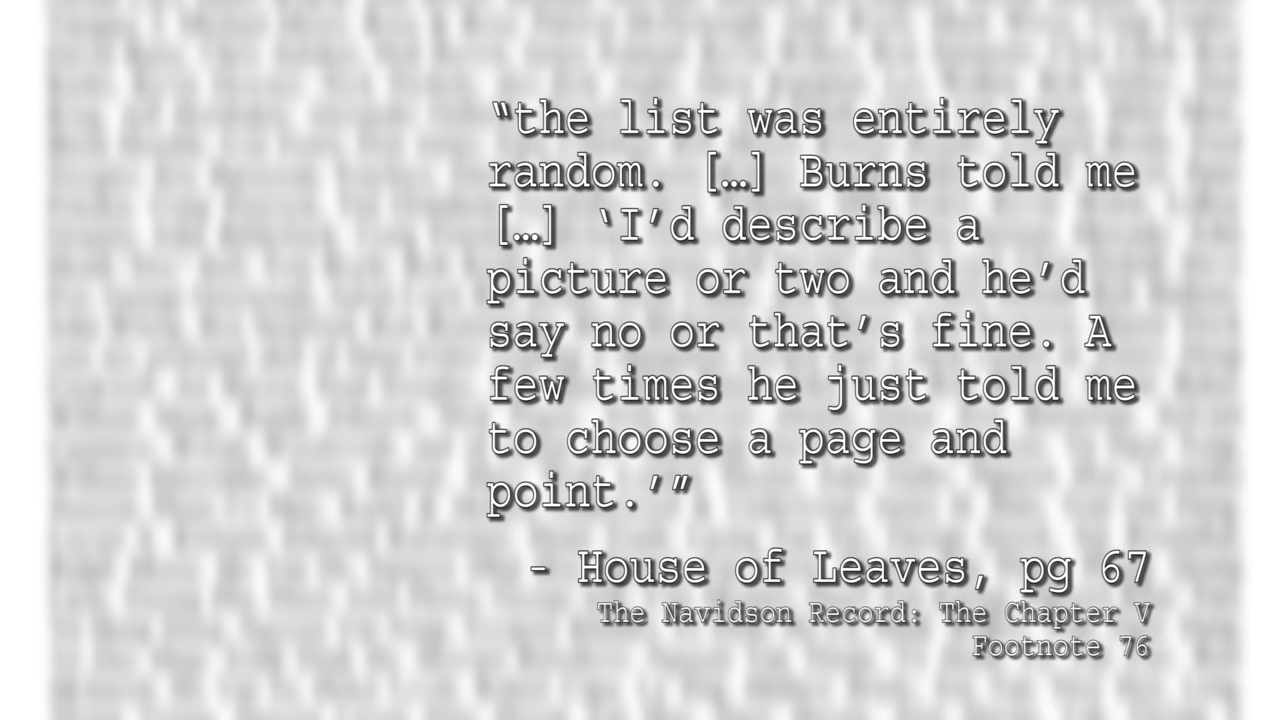 “the list was entirely
random. […] Burns told me
[…] ‘I’d describe a
picture or two and he’d
say no or that’s fine. A
few times he just told me
to choose a page and
point.’”
- House of Leaves, pg 67
The Navidson Record: The Chapter V
Footnote 76